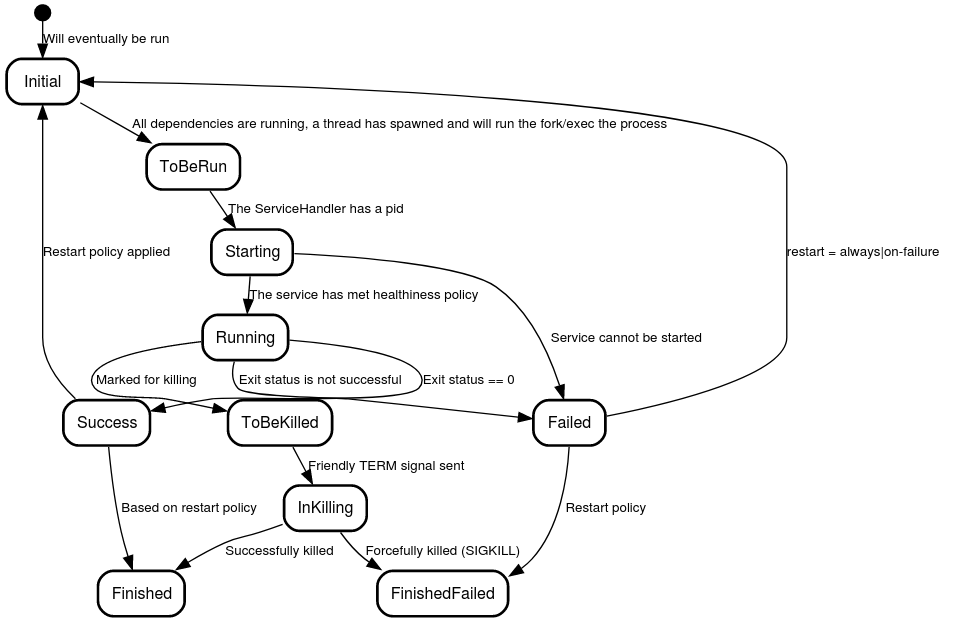 Will eventually be run
Initial
All dependencies are running, a thread has spawned and will run the fork/exec the process
ToBeRun
The ServiceHandler has a pid
Starting
Restart policy applied
restart = always|on-failure
The service has met healthiness policy
Running
Service cannot be started
Marked for killing
Exit status is not successful
Exit status == 0
Success
ToBeKilled
Failed
Friendly TERM signal sent
Based on restart policy
InKilling
Restart policy
Successfully killed
Forcefully killed (SIGKILL)
Finished
FinishedFailed